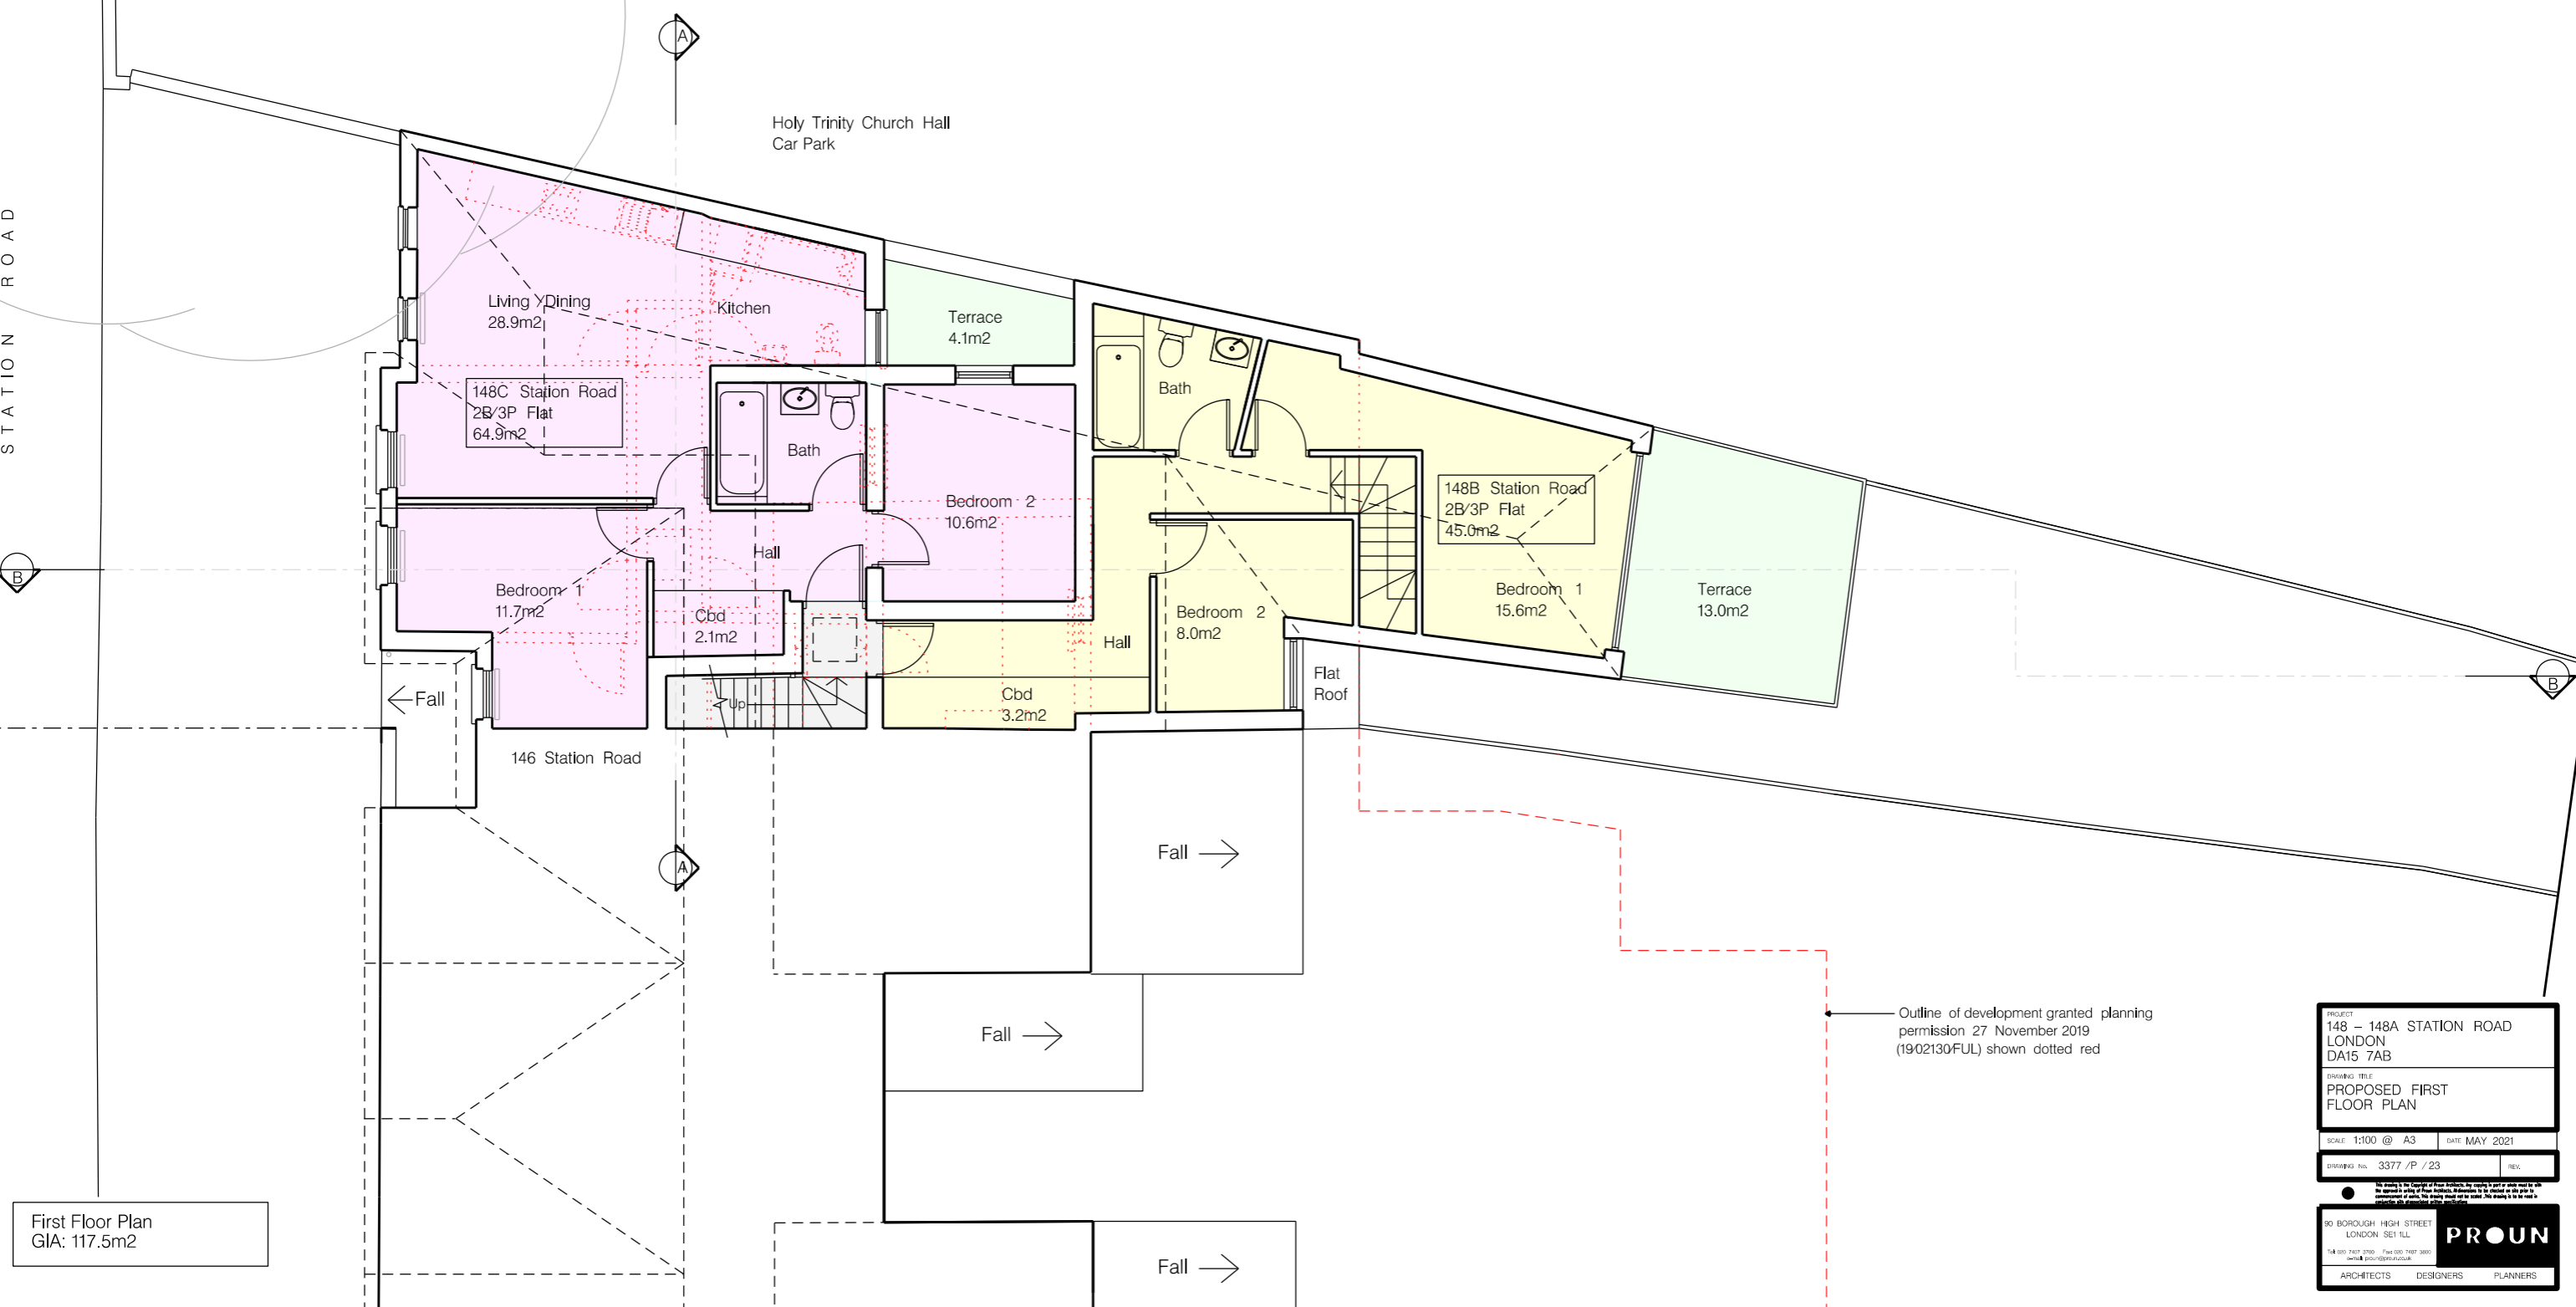 A
Holy Trinity Church Hall
Car Park
STATION ROAD
Living / Dining
28.9m2
Kitchen
Terrace
4.1m2
148C Station Road
2B/3P Flat
64.9m2
Bath
Bath
Bedroom 2
10.6m2
148B Station Road
2B/3P Flat
45.0m2
Hall
B
Bedroom 1
11.7m2
Cbd
2.1m2
Bedroom 2
8.0m2
Hall
Bedroom 1
15.6m2
Terrace
13.0m2
Flat
Roof
B
Fall
Up
Cbd
3.2m2
146 Station Road
A
Fall
Fall
Fall
Outline of development granted planning
permission 27 November 2019
(19/02130/FUL) shown dotted red
First Floor Plan
GIA: 117.5m2
PROJECT
148 – 148A STATION ROAD
LONDON
DA15 7AB
DRAWING TITLE
PROPOSED FIRST
FLOOR PLAN
SCALE 1:100 @ A3 DATE MAY 2021
DRAWING No. 3377 /P / 23 REV.
90 BOROUGH HIGH STREET
LONDON SE1 1LL
PROUN
ARCHITECTS DESIGNERS PLANNERS